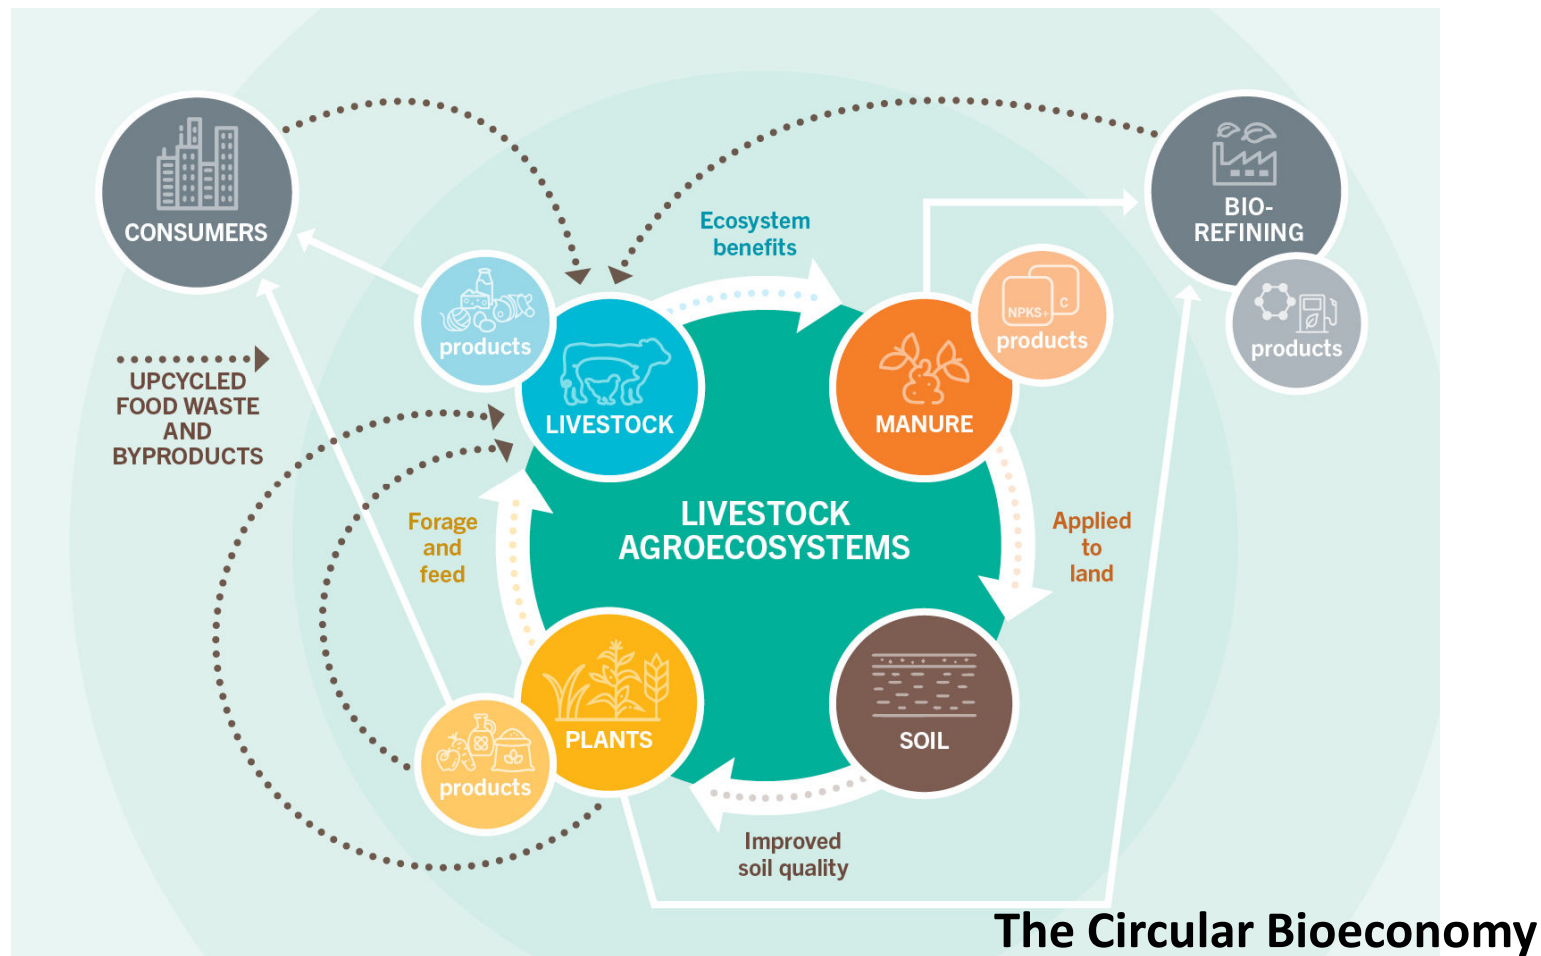 CONSUMERS
Ecosystem
benefits
BIO-
REFINING
products
NPKS+
C
products
products
UPCYCLED
FOOD WASTE
AND
BYPRODUCTS
LIVESTOCK
MANURE
Forage
and
feed
LIVESTOCK
AGROECOSYSTEMS
Applied
to
land
PLANTS
SOIL
products
Improved
soil quality
The Circular Bioeconomy